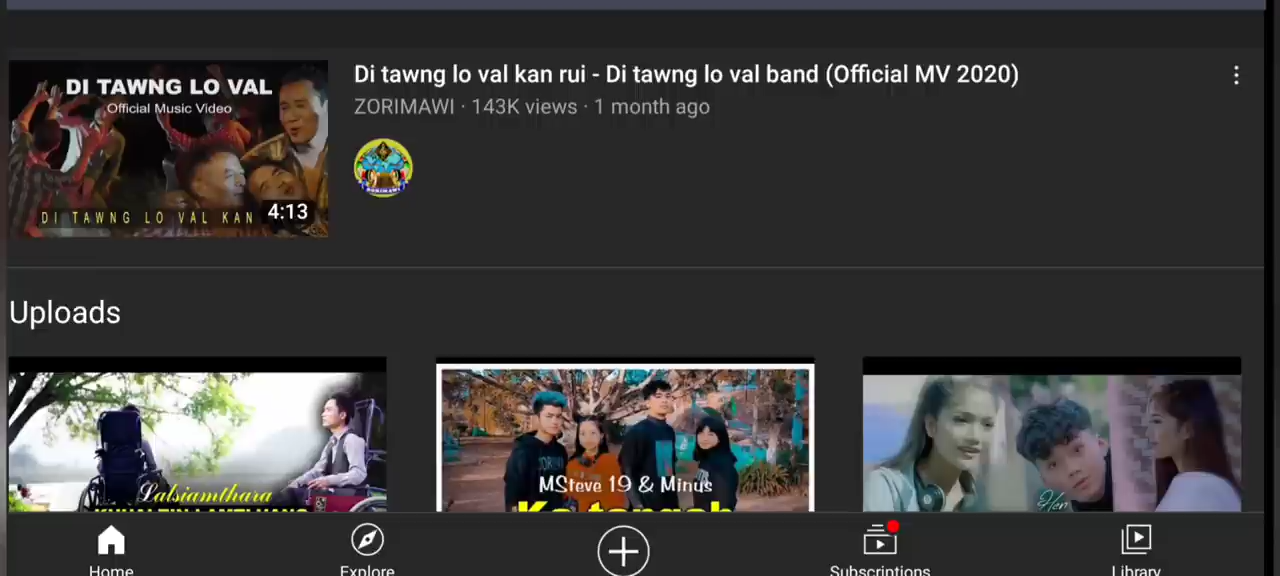 DI TAWNG LO VAL
Official Music Video
DI TAWNG LO VAL KAN
4:13
Di tawng lo val kan rui - Di tawng lo val band (Official MV 2020)
ZORIMAWI · 143K views · 1 month ago
ZORIMAWI
Uploads
Lalsiamthara
MSteve 19 & Minus
Her
Home
Explore
Subscriptions
Library